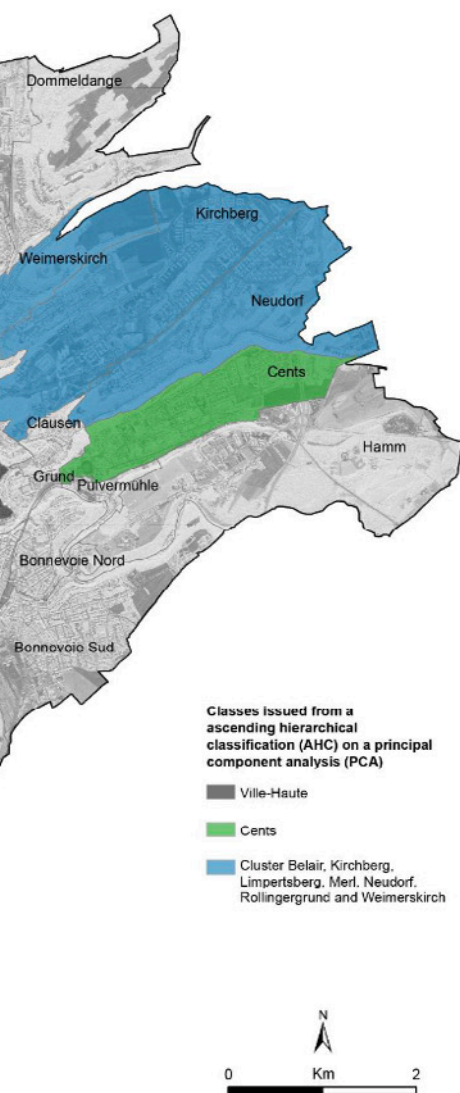 Dommeldange
Kirchberg
Weimerskirch
Neudorf
Cents
Clausen
Hamm
Grund
Pulvermühle
Bonnevoie Nord
Bonnevoie Sud
Classes issued from a
ascending hierarchical
classification (AHC) on a principal
component analysis (PCA)
Ville-Haute
Cents
Cluster Belair, Kirchberg,
Limpertsberg, Merl, Neudorf,
Rollingergrund and Weimerskirch
N
0 Km 2